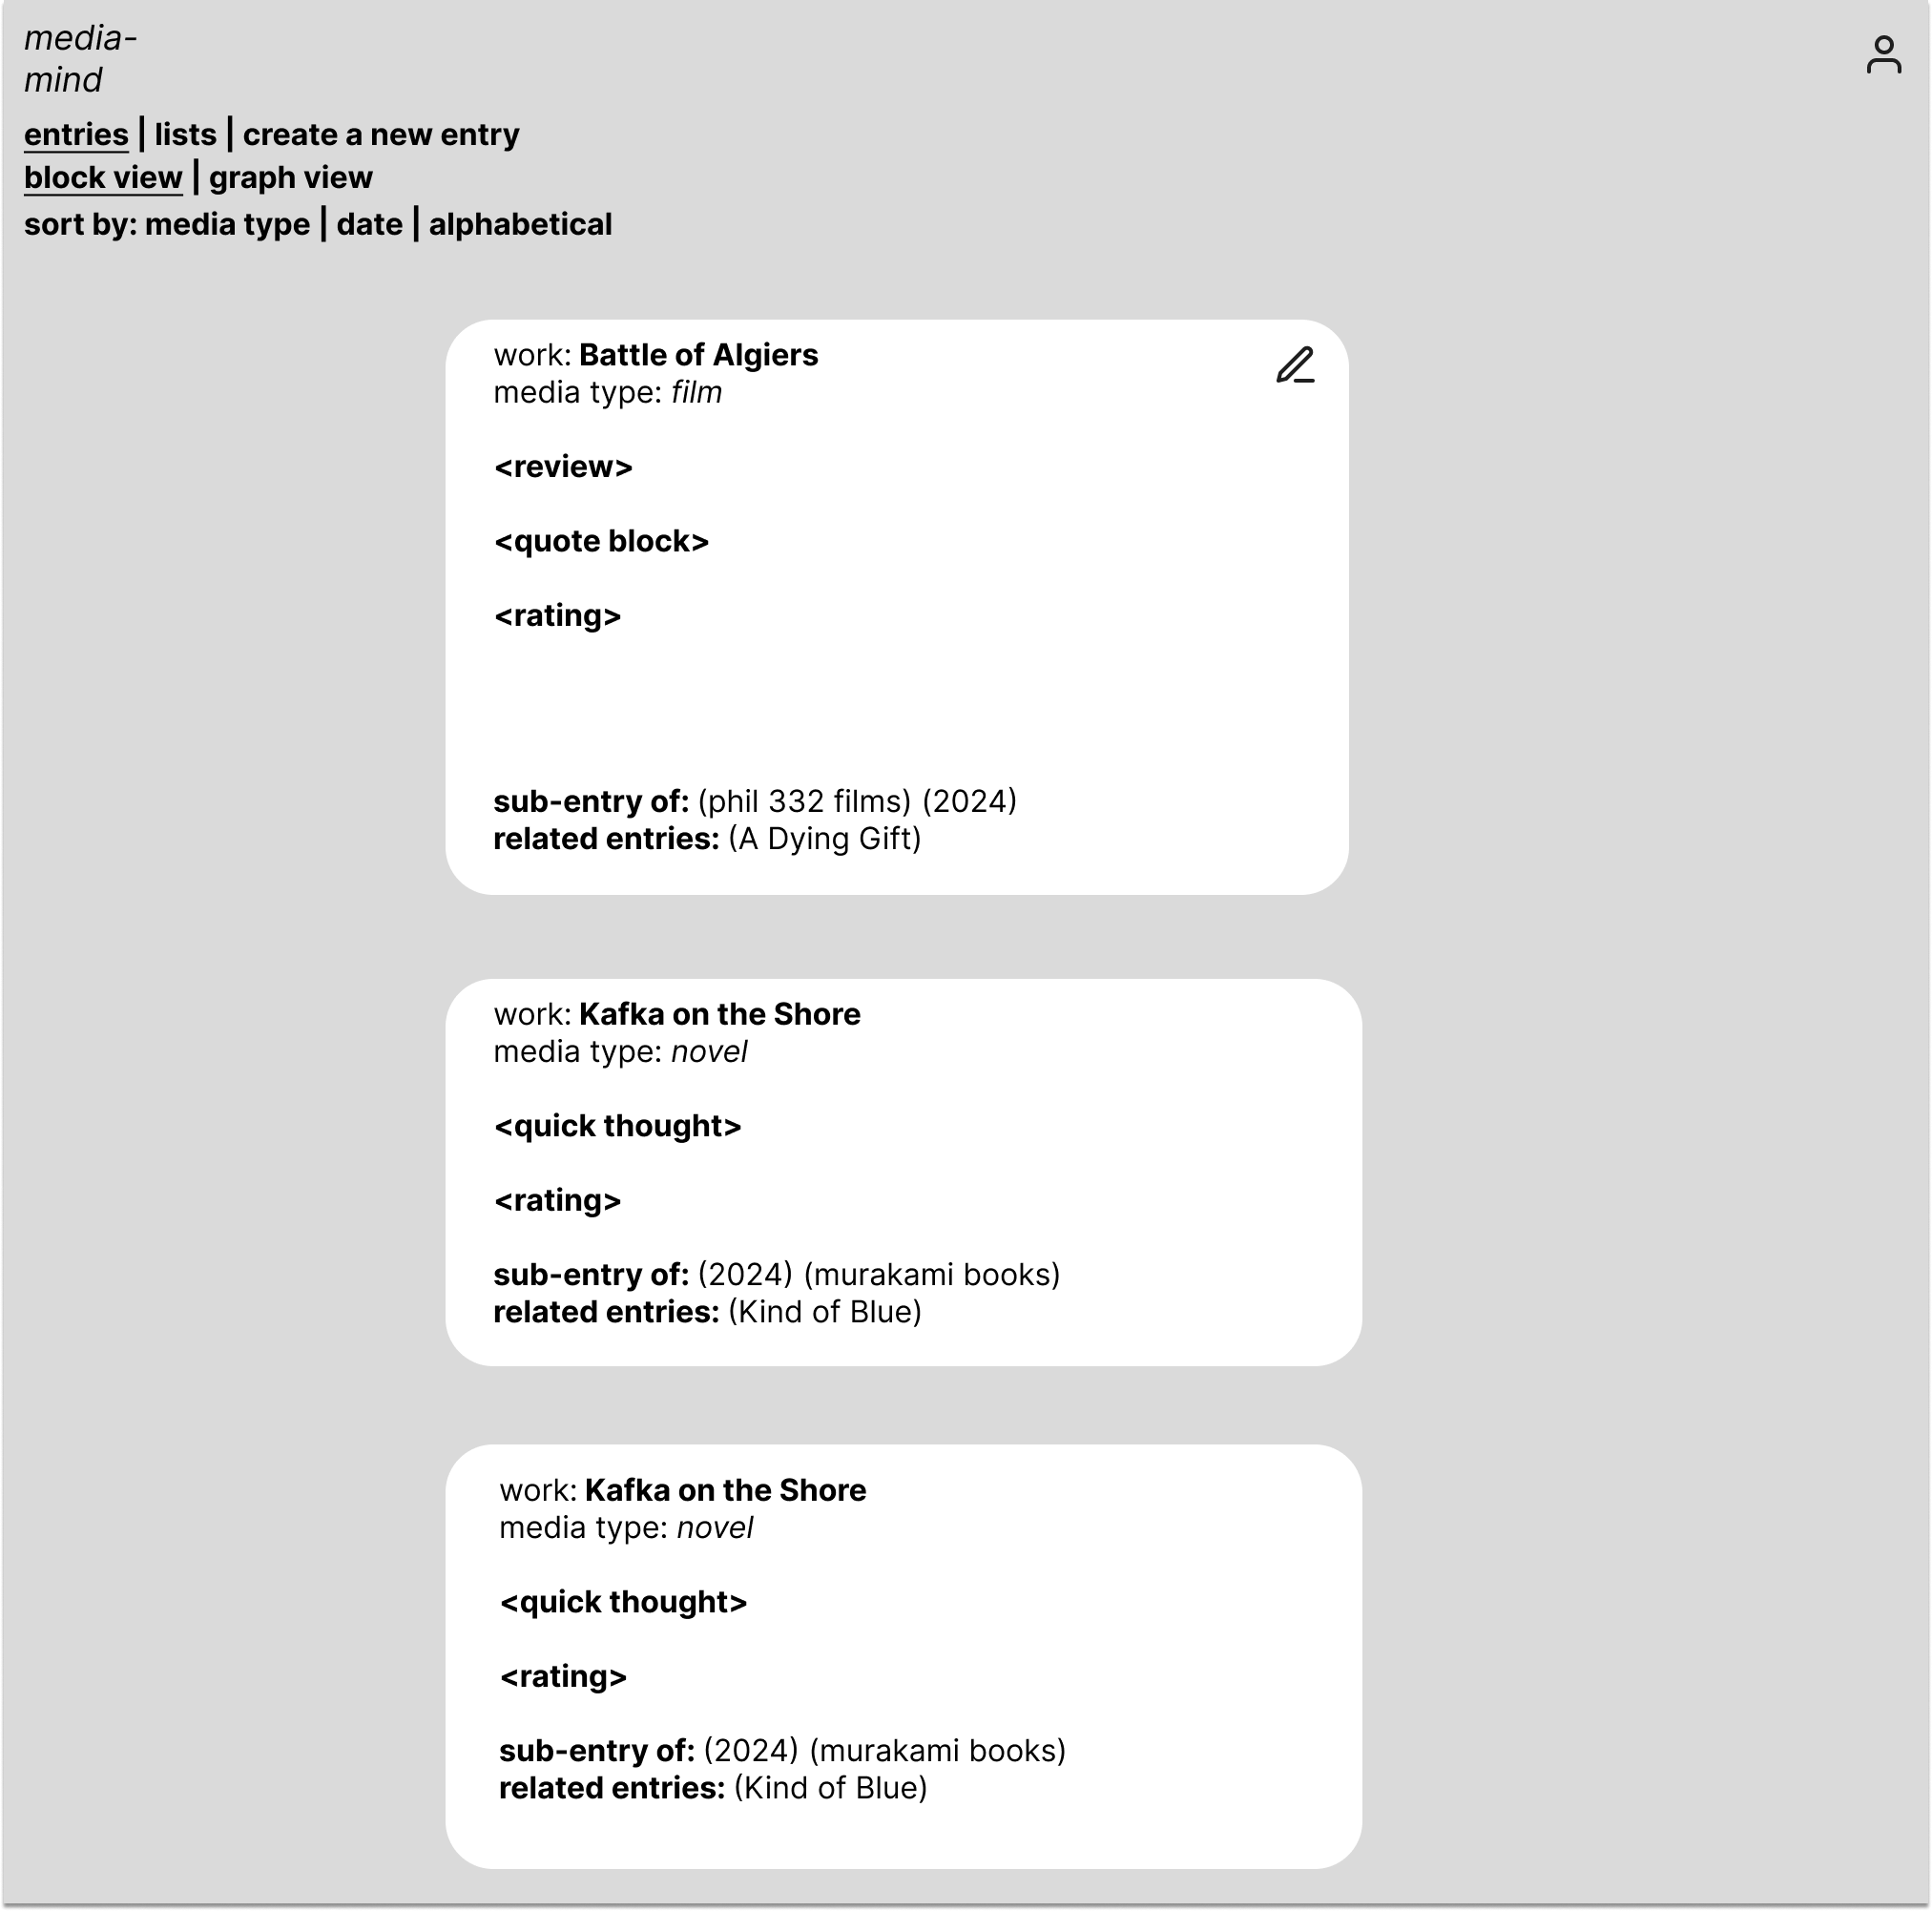 media-
mind
entries | lists | create a new entry
block view | graph view
sort by: media type | date | alphabetical
work: Battle of Algiers
media type: film
<review>
<quote block>
<rating>
sub-entry of: (phil 332 films) (2024)
related entries: (A Dying Gift)
work: Kafka on the Shore
media type: novel
<quick thought>
<rating>
sub-entry of: (2024) (murakami books)
related entries: (Kind of Blue)
work: Kafka on the Shore
media type: novel
<quick thought>
<rating>
sub-entry of: (2024) (murakami books)
related entries: (Kind of Blue)